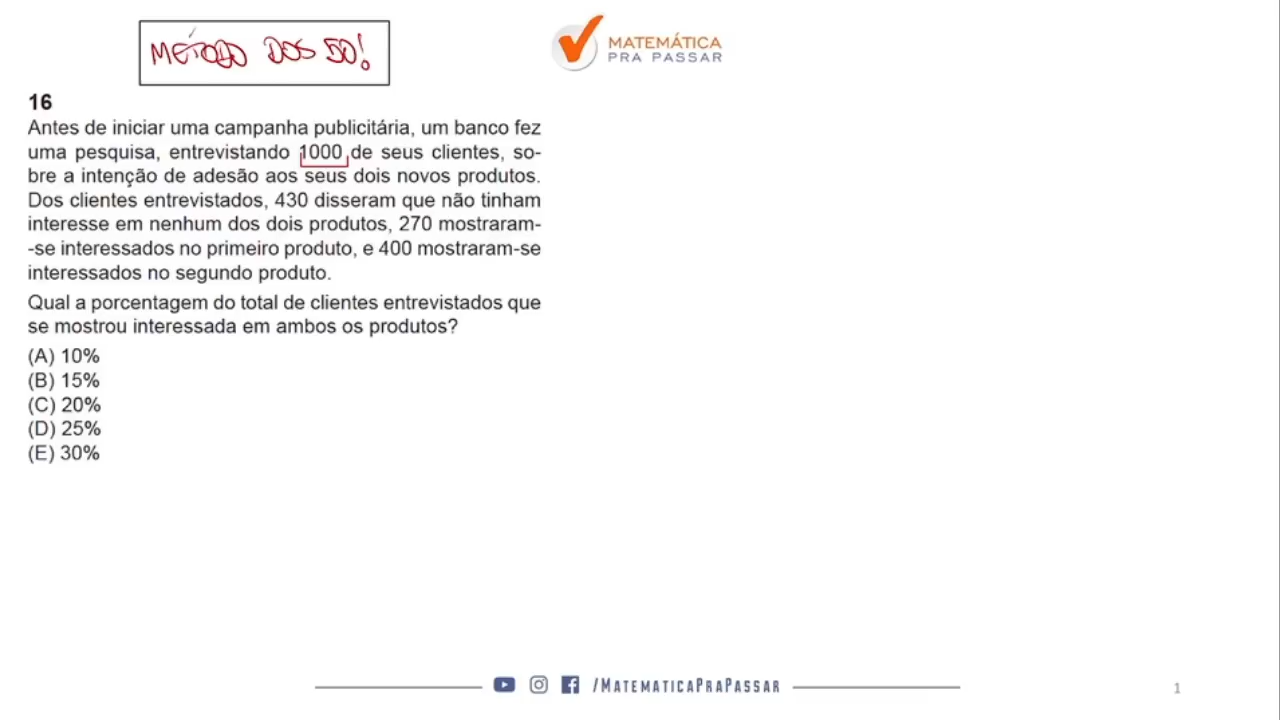 MÉTODO DOS 50!
MATEMÁTICA
PRA PASSAR
16
Antes de iniciar uma campanha publicitária, um banco fez
uma pesquisa, entrevistando 1000 de seus clientes, so-
bre a intenção de adesão aos seus dois novos produtos.
Dos clientes entrevistados, 430 disseram que não tinham
interesse em nenhum dos dois produtos, 270 mostraram-
-se interessados no primeiro produto, e 400 mostraram-se
interessados no segundo produto.
Qual a porcentagem do total de clientes entrevistados que
se mostrou interessada em ambos os produtos?
(A) 10%
(B) 15%
(C) 20%
(D) 25%
(E) 30%
/MATEMATICAPRAPASSAR
1